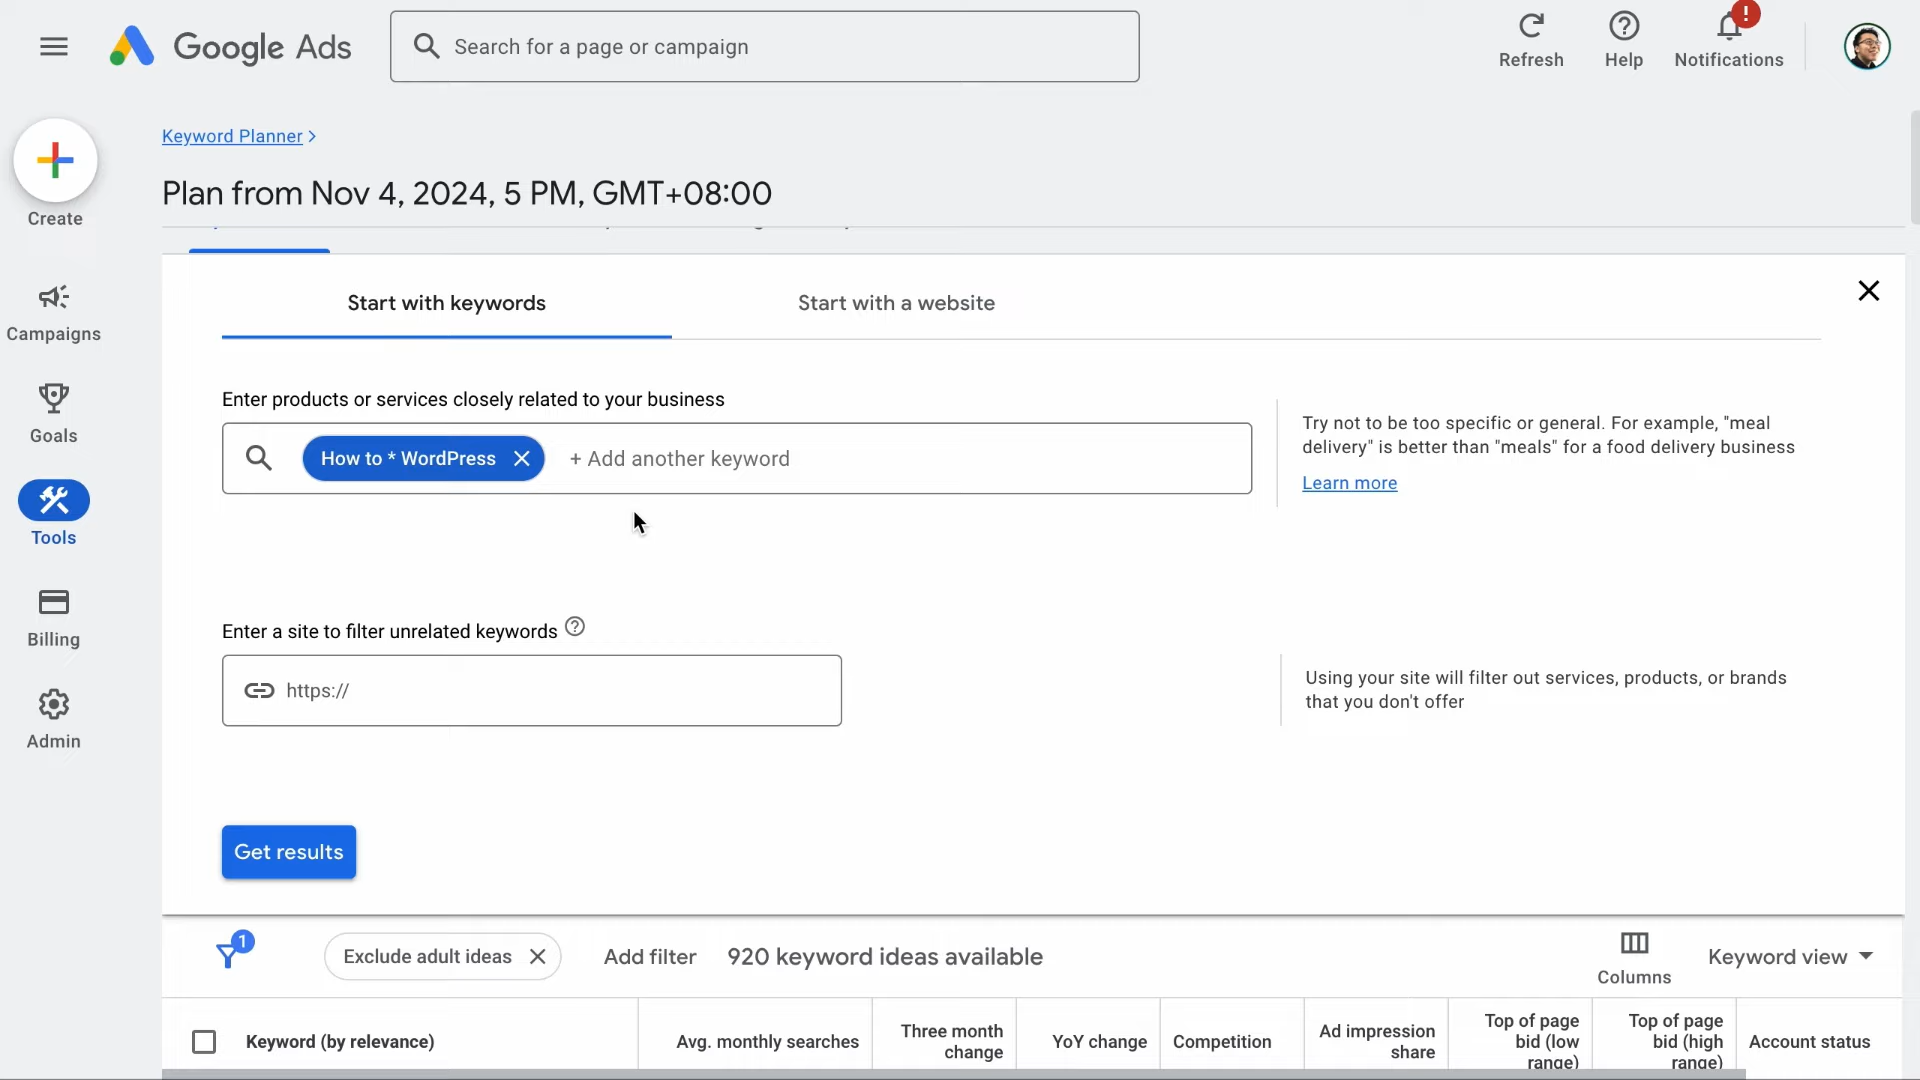 Google Ads
Search for a page or campaign
Refresh
Help
!
Notifications
Create
Campaigns
Goals
Tools
Billing
Admin
Keyword Planner >
Plan from Nov 4, 2024, 5 PM, GMT+08:00
Start with keywords
Start with a website
Enter products or services closely related to your business
How to * WordPress
+ Add another keyword
Try not to be too specific or general. For example, "meal
delivery" is better than "meals" for a food delivery business
Learn more
Enter a site to filter unrelated keywords
https://
Using your site will filter out services, products, or brands
that you don't offer
Get results
1
Exclude adult ideas
Add filter
920 keyword ideas available
Columns
Keyword view
Keyword (by relevance)
Avg. monthly searches
Three month
change
YoY change
Competition
Ad impression
share
Top of page
bid (low
range)
Top of page
bid (high
range)
Account status